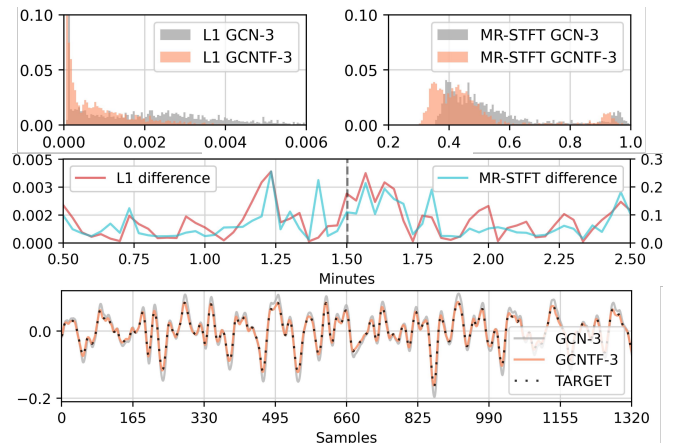 0.10
0.05
0.00
L1 GCN-3
L1 GCNTF-3
0.000 0.002 0.004 0.006
0.10
0.05
0.00
MR-STFT GCN-3
MR-STFT GCNTF-3
0.2 0.4 0.6 0.8 1.0
0.005
0.003
0.002
0.000
L1 difference
MR-STFT difference
0.3
0.2
0.1
0.0
0.50 0.75 1.00 1.25 1.50 1.75 2.00 2.25 2.50
Minutes
0.0
−0.2
GCN-3
GCNTF-3
TARGET
0 165 330 495 660 825 990 1155 1320
Samples